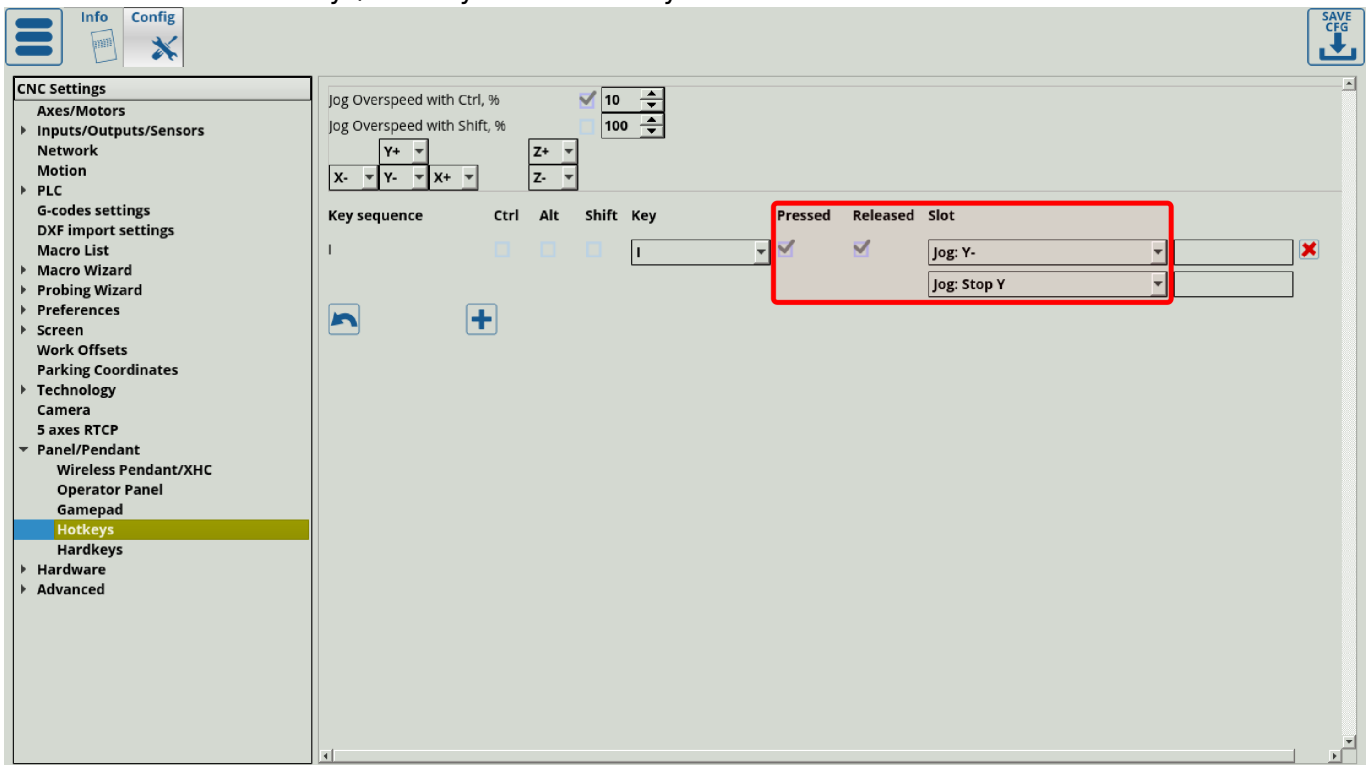 Info
Config
SAVE
CFG
CNC Settings
Axes/Motors
Inputs/Outputs/Sensors
Network
Motion
PLC
G-codes settings
DXF import settings
Macro List
Macro Wizard
Probing Wizard
Preferences
Screen
Work Offsets
Parking Coordinates
Technology
Camera
5 axes RTCP
Panel/Pendant
Wireless Pendant/XHC
Operator Panel
Gamepad
Hotkeys
Hardkeys
Hardware
Advanced
Jog Overspeed with Ctrl, % 10
Jog Overspeed with Shift, % 100
Y+ Z+
X- Y- X+ Z-
Key sequence Ctrl Alt Shift Key Pressed Released Slot
I I Jog: Y-
Jog: Stop Y